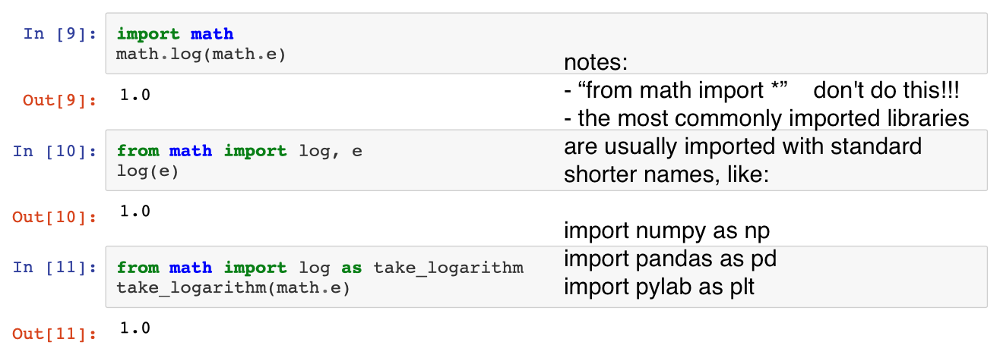 In [9]: import math
math.log(math.e)
Out[9]: 1.0
In [10]: from math import log, e
log(e)
Out[10]: 1.0
In [11]: from math import log as take_logarithm
take_logarithm(math.e)
Out[11]: 1.0
notes:
- “from math import *” don't do this!!!
- the most commonly imported libraries
are usually imported with standard
shorter names, like:
import numpy as np
import pandas as pd
import pylab as plt